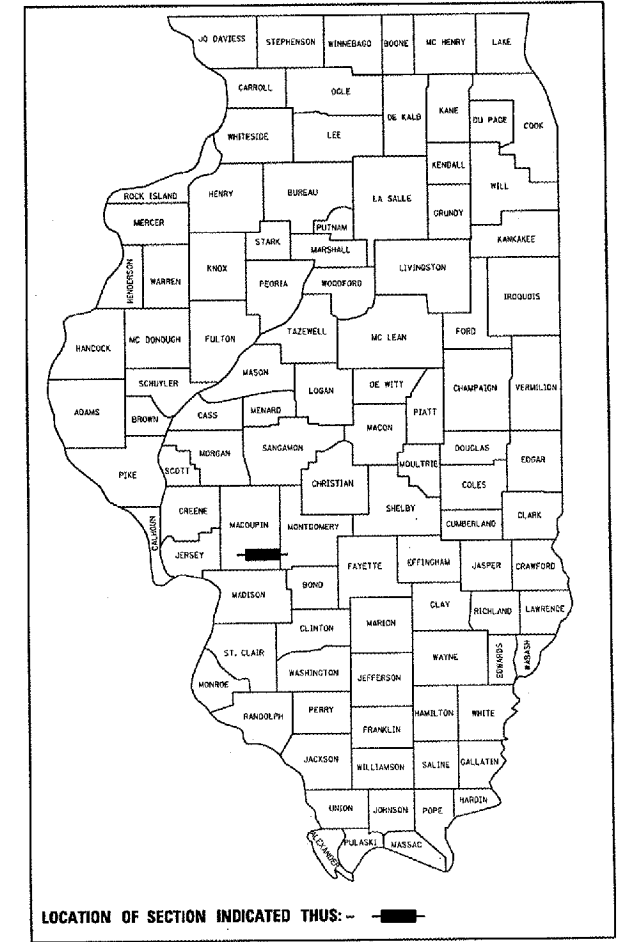 JO DAVIESS STEPHENSON WINNEBAGO BOONE MC HENRY LAKE
CARROLL OGLE DE KALB KANE DU PAGE COOK
WHITESIDE LEE
KENDALL WILL
ROCK ISLAND HENRY BUREAU LA SALLE GRUNDY
MERCER PUTNAM
STARK MARSHALL KANKAKEE
HENDERSON WARREN KNOX PEORIA WOODFORD LIVINGSTON IROQUOIS
HANCOCK MC DONOUGH FULTON TAZEWELL MC LEAN FORD
MASON
SCHUYLER LOGAN DE WITT CHAMPAIGN VERMILION
ADAMS BROWN CASS MENARD MACON PIATT
PIKE SCOTT MORGAN SANGAMON MOULTRIE DOUGLAS EDGAR
CHRISTIAN COLES
CALHOUN GREENE MACOUPIN MONTGOMERY SHELBY CUMBERLAND CLARK
JERSEY FAYETTE EFFINGHAM JASPER CRAWFORD
MADISON BOND CLAY RICHLAND LAWRENCE
CLINTON MARION
ST. CLAIR WASHINGTON JEFFERSON WAYNE EDWARDS WABASH
MONROE
RANDOLPH PERRY FRANKLIN HAMILTON WHITE
JACKSON WILLIAMSON SALINE GALLATIN
UNION JOHNSON POPE HARDIN
ALEXANDER PULASKI MASSAC
LOCATION OF SECTION INDICATED THUS: -